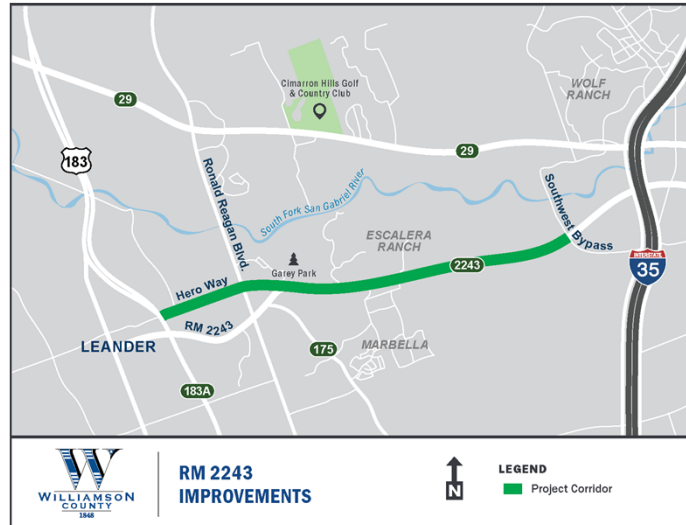 Cimarron Hills Golf
& Country Club
WOLF
RANCH
29
29
183
Ronald Reagan Blvd.
South Fork San Gabriel River
Southwest Bypass
ESCALERA
RANCH
Garey Park
2243
INTERSTATE
35
Hero Way
RM 2243
LEANDER
175
MARBELLA
183A
WILLIAMSON
COUNTY
1848
RM 2243
IMPROVEMENTS
N
LEGEND
Project Corridor